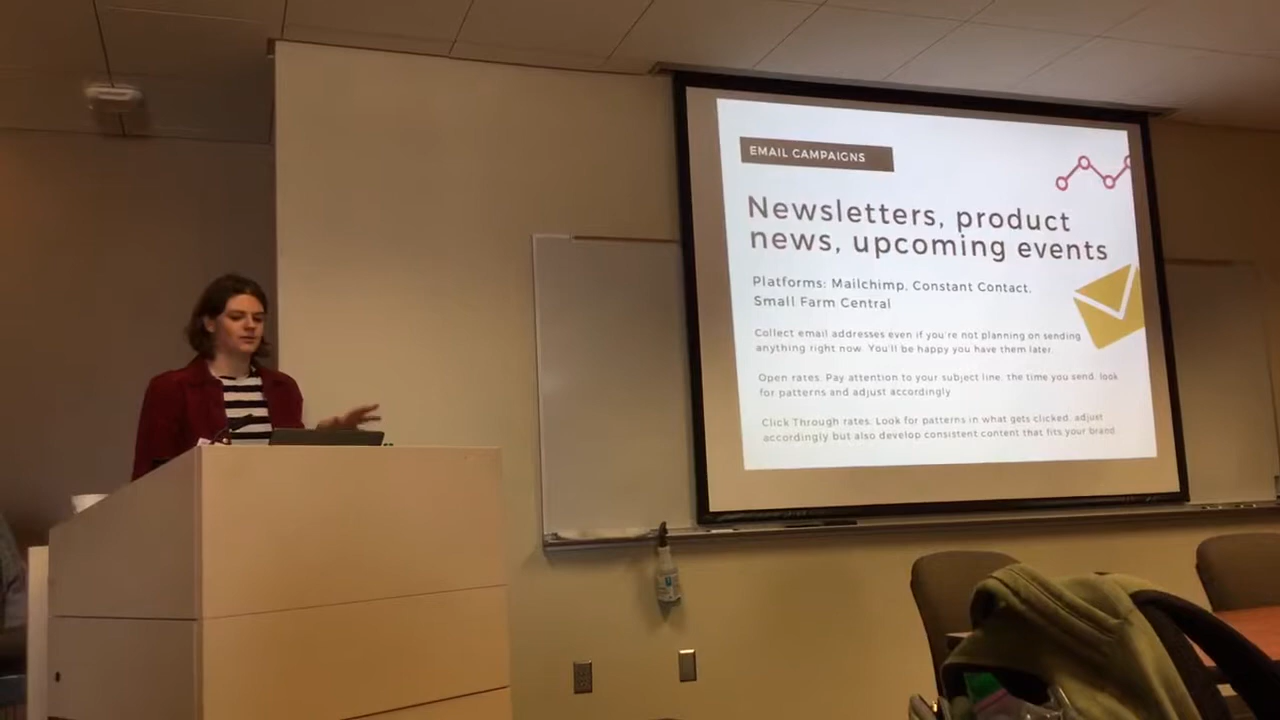 EMAIL CAMPAIGNS
Newsletters, product
news, upcoming events
Platforms: Mailchimp, Constant Contact,
Small Farm Central
Collect email addresses even if you're not planning on sending
anything right now. You'll be happy you have them later.
Open rates: Pay attention to your subject line, the time you send, look
for patterns and adjust accordingly
Click Through rates: Look for patterns in what gets clicked, adjust
accordingly but also develop consistent content that fits your brand